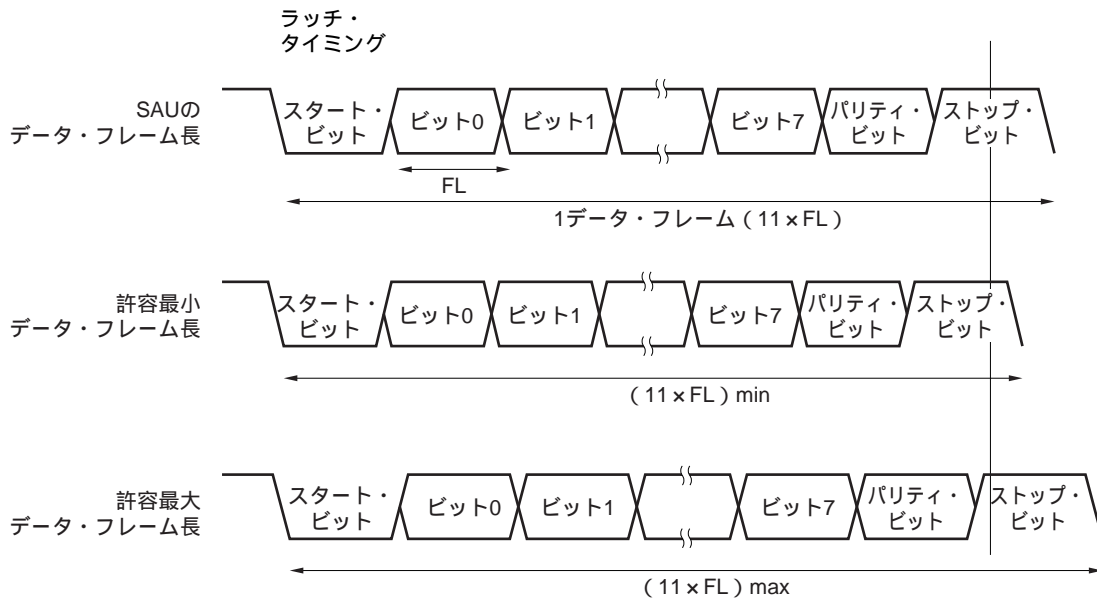 ラッチ・
タイミング
SAUの
データ・フレーム長
スタート・
ビット
ビット0
ビット1
ビット7
パリティ・
ビット
ストップ・
ビット
FL
1データ・フレーム（11×FL）
許容最小
データ・フレーム長
スタート・
ビット
ビット0
ビット1
ビット7
パリティ・
ビット
ストップ・
ビット
（11×FL）min
許容最大
データ・フレーム長
スタート・
ビット
ビット0
ビット1
ビット7
パリティ・
ビット
ストップ・
ビット
（11×FL）max